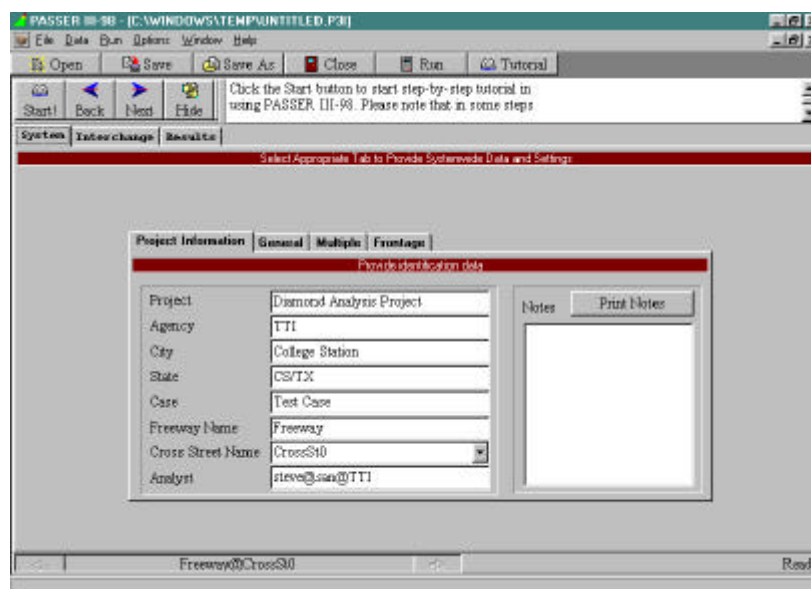 PASSER III-98 - [C:\WINDOWS\TEMP\UNTITLED.P3I]
File Data Run Options Window Help
Open Save Save As Close Run Tutorial
Start! Back Next Hide
Click the Start button to start step-by-step tutorial in
using PASSER III-98. Please note that in some steps
System Interchange Results
Select Appropriate Tab to Provide Systemwide Data and Settings
Project Information General Multiple Frontage
Provide identification data
Project Diamond Analysis Project
Agency TTI
City College Station
State CS/TX
Case Test Case
Freeway Name Freeway
Cross Street Name CrossSt0
Analyst steve@san@TTI
Notes Print Notes
Freeway@CrossSt0
Read